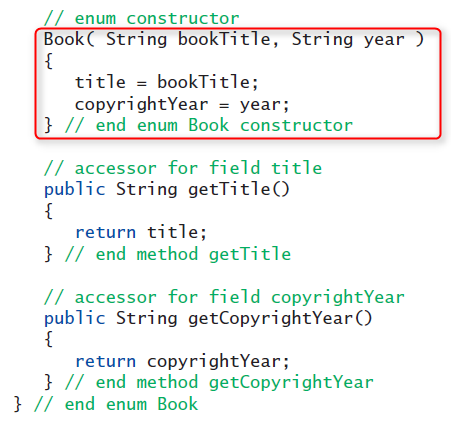 // enum constructor
Book( String bookTitle, String year )
{
title = bookTitle;
copyrightYear = year;
} // end enum Book constructor
// accessor for field title
public String getTitle()
{
return title;
} // end method getTitle
// accessor for field copyrightYear
public String getCopyrightYear()
{
return copyrightYear;
} // end method getCopyrightYear
} // end enum Book